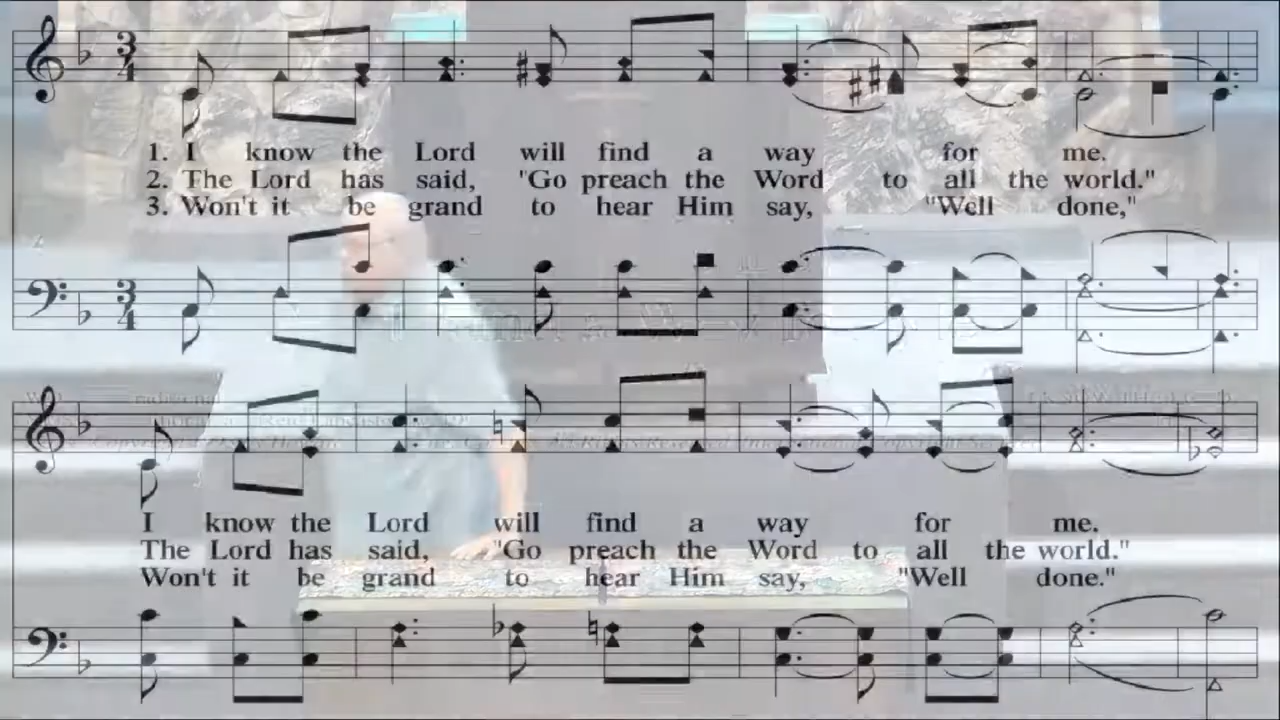 1. I know the Lord will find a way for me.
2. The Lord has said, "Go preach the Word to all the world."
3. Won't it be grand to hear Him say, "Well done,"
I know the Lord will find a way for me.
The Lord has said, "Go preach the Word to all the world."
Won't it be grand to hear Him say, "Well done."